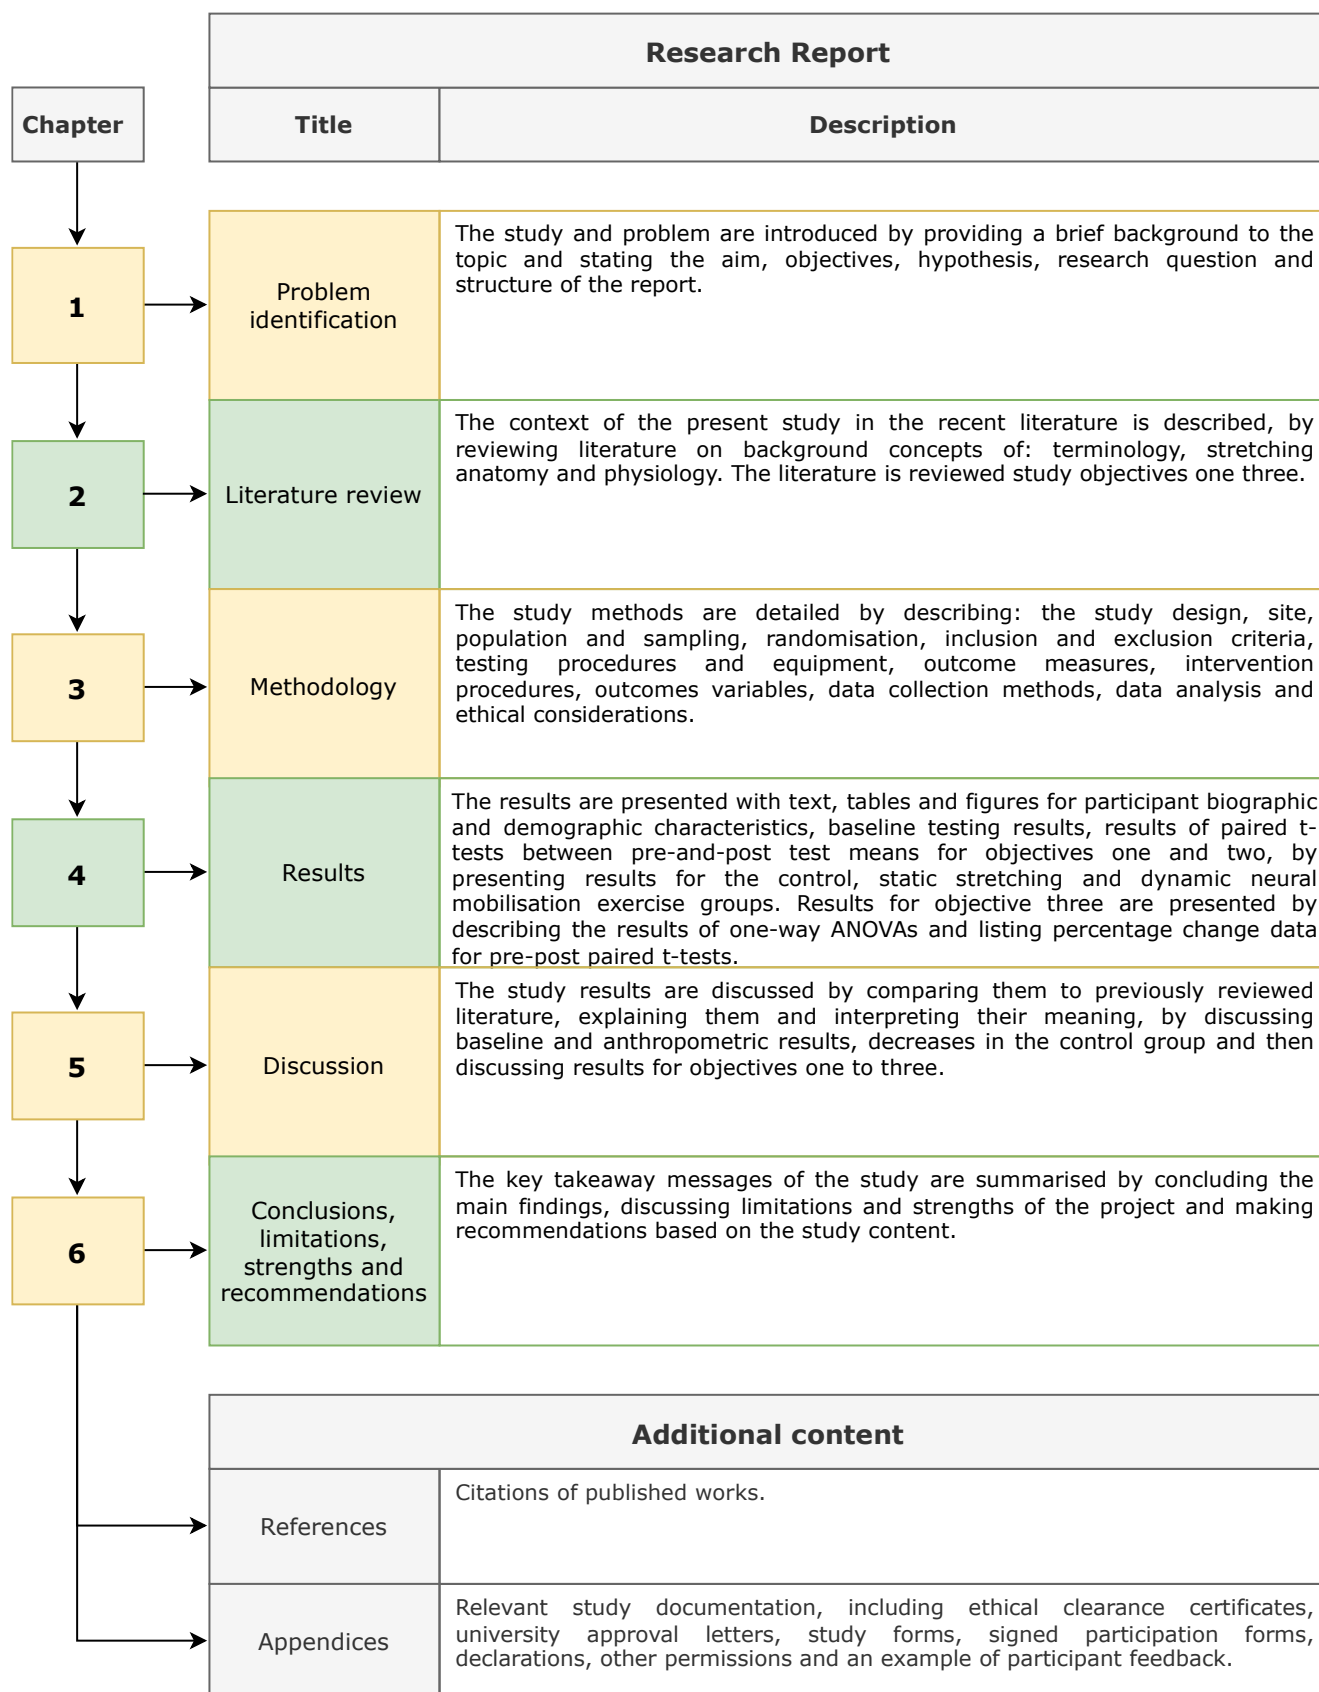 Research Report
Chapter
Title
Description
1
Problem
identification
The study and problem are introduced by providing a brief background to the
topic and stating the aim, objectives, hypothesis, research question and
structure of the report.
2
Literature review
The context of the present study in the recent literature is described, by
reviewing literature on background concepts of: terminology, stretching
anatomy and physiology. The literature is reviewed study objectives one three.
3
Methodology
The study methods are detailed by describing: the study design, site,
population and sampling, randomisation, inclusion and exclusion criteria,
testing procedures and equipment, outcome measures, intervention
procedures, outcomes variables, data collection methods, data analysis and
ethical considerations.
4
Results
The results are presented with text, tables and figures for participant biographic
and demographic characteristics, baseline testing results, results of paired t-
tests between pre-and-post test means for objectives one and two, by
presenting results for the control, static stretching and dynamic neural
mobilisation exercise groups. Results for objective three are presented by
describing the results of one-way ANOVAs and listing percentage change data
for pre-post paired t-tests.
5
Discussion
The study results are discussed by comparing them to previously reviewed
literature, explaining them and interpreting their meaning, by discussing
baseline and anthropometric results, decreases in the control group and then
discussing results for objectives one to three.
6
Conclusions,
limitations,
strengths and
recommendations
The key takeaway messages of the study are summarised by concluding the
main findings, discussing limitations and strengths of the project and making
recommendations based on the study content.
Additional content
References
Citations of published works.
Appendices
Relevant study documentation, including ethical clearance certificates,
university approval letters, study forms, signed participation forms,
declarations, other permissions and an example of participant feedback.